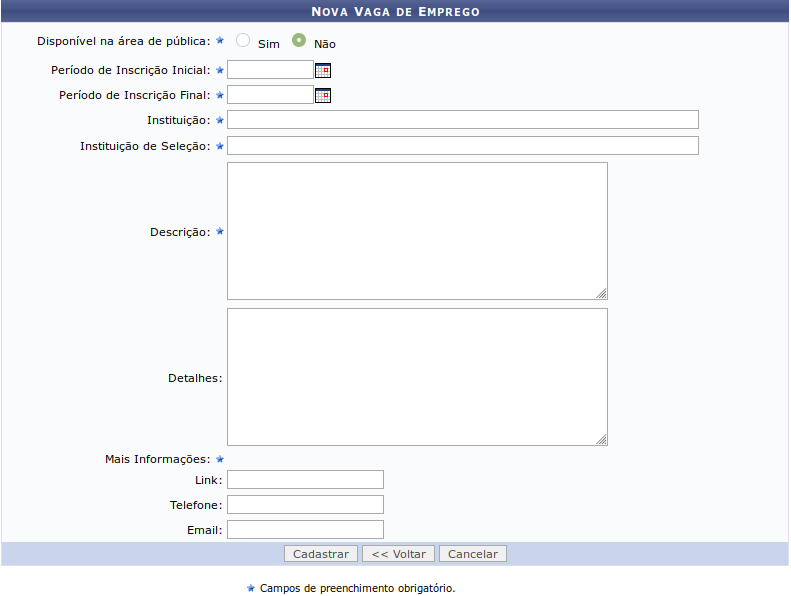 Nova Vaga de Emprego
Disponível na área de pública: Sim Não
Período de Inscrição Inicial:
Período de Inscrição Final:
Instituição:
Instituição de Seleção:
Descrição:
Detalhes:
Mais Informações:
Link:
Telefone:
Email:
Cadastrar << Voltar Cancelar
Campos de preenchimento obrigatório.